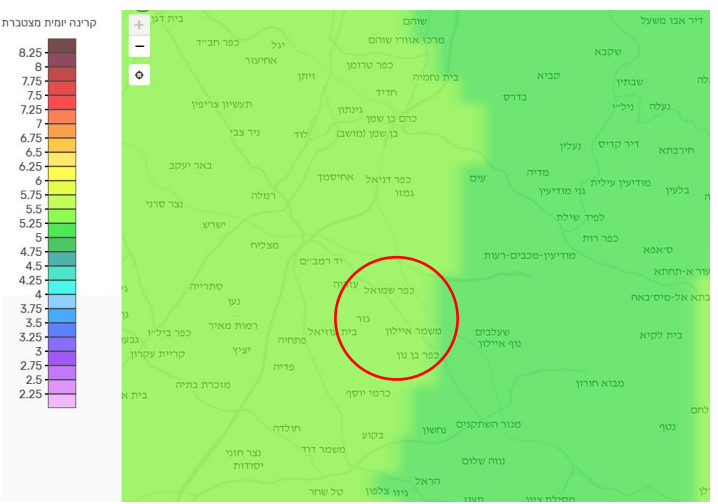 קרינה יומית מצטברת
8.25
8
7.75
7.5
7.25
7
6.75
6.5
6.25
6
5.75
5.5
5.25
5
4.75
4.5
4.25
4
3.75
3.5
3.25
3
2.75
2.5
2.25
+
−
בית דגן
שוהם
דיר אבו משעל
מרכז אזורי שוהם
יגל
כפר חב״ד
שקבא
אחיעזר
כפר טרומן
זיתן
בית נחמיה
קביא
שבתין
חדיד
בדרס
תעשיון צריפין
גינתון
נעלה
ניל״י
כרם בן שמן
בן שמן (מושב)
לוד
ניר צבי
נעלין
דיר קדיס
חירבתא
באר יעקב
מדיה
אחיסמך
כפר דניאל
מודיעין עילית
גני מודיעין
בלעין
גמזו
רמלה
נצר סרני
לפיד
שילת
ישרש
כפר רות
מצליח
סיאפא
מודיעין-מכבים-רעות
יד רמב״ם
עור א-תחתא
סתרייה
עזריה
כפר שמואל
נען
בתא אל-מיסיבאח
גזר
רמות מאיר
כפר ביל״ו
בית עוזיאל
משמר איילון
שעלבים
פתחיה
נוף איילון
בית לקיא
יציץ
קריית עקרון
כפר בן נון
פדיה
מזכרת בתיה
כרמי יוסף
מבוא חורון
חולדה
בקוע
נחשון
מנזר השתקנים
נטף
משמר דוד
נצר חזני
יסודות
נווה שלום
הראל
גיזו
צלפון
טל שחר